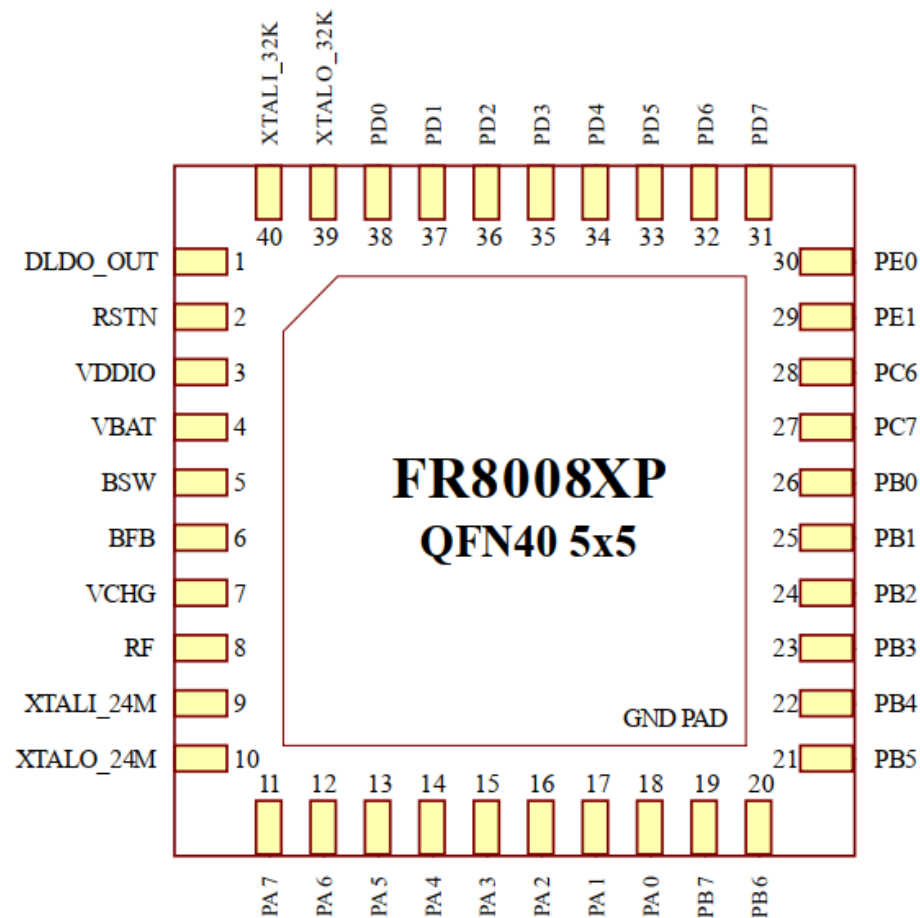 XTALI_32K XTALO_32K PD0 PD1 PD2 PD3 PD4 PD5 PD6 PD7
40 39 38 37 36 35 34 33 32 31
DLDO_OUT 1 30 PE0
RSTN 2 29 PE1
VDDIO 3 28 PC6
VBAT 4 27 PC7
BSW 5 26 PB0
BFB 6 25 PB1
VCHG 7 24 PB2
RF 8 23 PB3
XTALI_24M 9 22 PB4
XTALO_24M 10 21 PB5
FR8008XP
QFN40 5x5
GND PAD
11 12 13 14 15 16 17 18 19 20
PA7 PA6 PA5 PA4 PA3 PA2 PA1 PA0 PB7 PB6